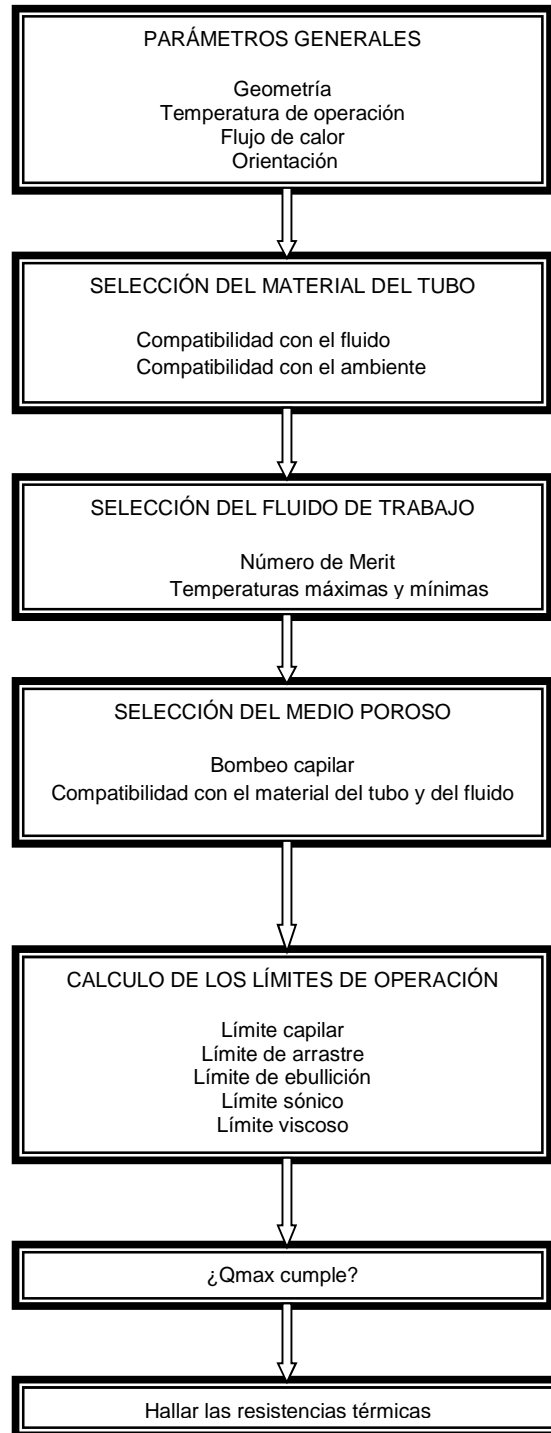 PARÁMETROS GENERALES
Geometría
Temperatura de operación
Flujo de calor
Orientación
SELECCIÓN DEL MATERIAL DEL TUBO
Compatibilidad con el fluido
Compatibilidad con el ambiente
SELECCIÓN DEL FLUIDO DE TRABAJO
Número de Merit
Temperaturas máximas y mínimas
SELECCIÓN DEL MEDIO POROSO
Bombeo capilar
Compatibilidad con el material del tubo y del fluido
CALCULO DE LOS LÍMITES DE OPERACIÓN
Límite capilar
Límite de arrastre
Límite de ebullición
Límite sónico
Límite viscoso
¿Qmax cumple?
Hallar las resistencias térmicas